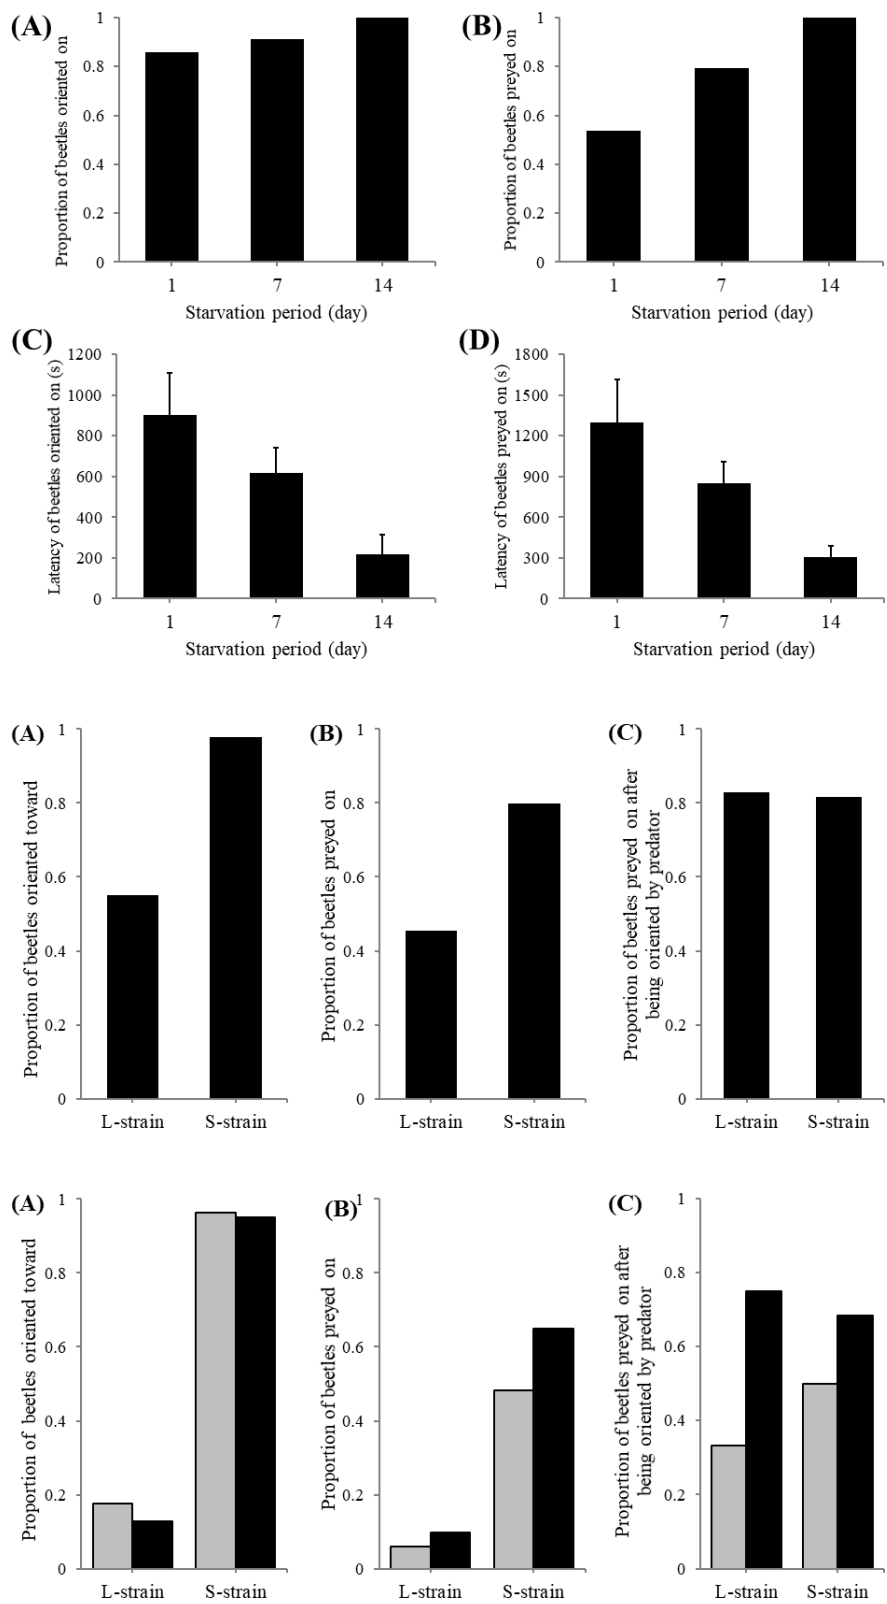 (A)
Proportion of beetles oriented on
1
0.8
0.6
0.4
0.2
0
1 7 14
Starvation period (day)
(B)
Proportion of beetles preyed on
1
0.8
0.6
0.4
0.2
0
1 7 14
Starvation period (day)
(C)
Latency of beetles oriented on (s)
1200
1000
800
600
400
200
0
1 7 14
Starvation period (day)
(D)
Latency of beetles preyed on (s)
1800
1500
1200
900
600
300
0
1 7 14
Starvation period (day)
(A)
Proportion of beetles oriented toward
1
0.8
0.6
0.4
0.2
0
L-strain S-strain
(B)
Proportion of beetles preyed on
1
0.8
0.6
0.4
0.2
0
L-strain S-strain
(C)
Proportion of beetles preyed on after
being oriented by predator
1
0.8
0.6
0.4
0.2
0
L-strain S-strain
(A)
Proportion of beetles oriented toward
1
0.8
0.6
0.4
0.2
0
L-strain S-strain
(B)
Proportion of beetles preyed on
1
0.8
0.6
0.4
0.2
0
L-strain S-strain
(C)
Proportion of beetles preyed on after
being oriented by predator
1
0.8
0.6
0.4
0.2
0
L-strain S-strain